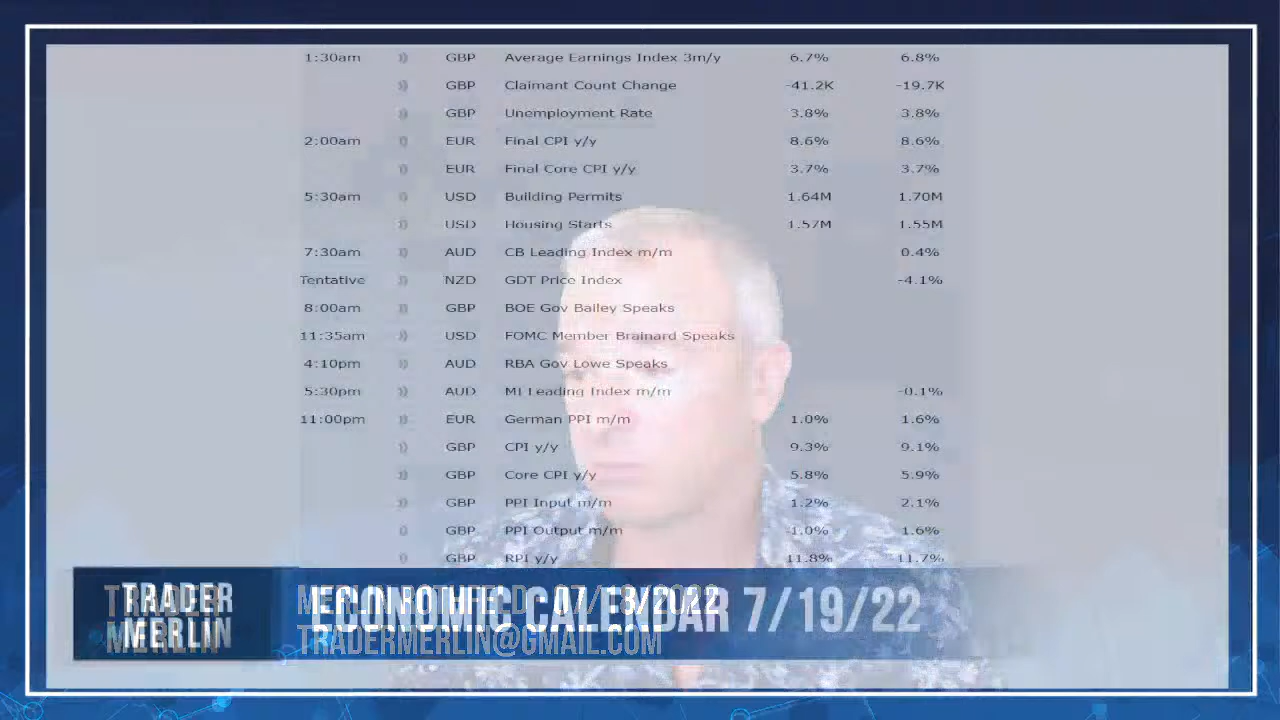 1:30am GBP Average Earnings Index 3m/y 6.7% 6.8%
GBP Claimant Count Change -41.2K -19.7K
GBP Unemployment Rate 3.8% 3.8%
2:00am EUR Final CPI y/y 8.6% 8.6%
EUR Final Core CPI y/y 3.7% 3.7%
5:30am USD Building Permits 1.64M 1.70M
USD Housing Starts 1.57M 1.55M
7:30am AUD CB Leading Index m/m 0.4%
Tentative NZD GDT Price Index -4.1%
8:00am GBP BOE Gov Bailey Speaks
11:35am USD FOMC Member Brainard Speaks
4:10pm AUD RBA Gov Lowe Speaks
5:30pm AUD MI Leading Index m/m -0.1%
11:00pm EUR German PPI m/m 1.0% 1.6%
GBP CPI y/y 9.3% 9.1%
GBP Core CPI y/y 5.8% 5.9%
GBP PPI Input m/m 1.2% 2.1%
GBP PPI Output m/m 1.0% 1.6%
GBP RPI y/y 11.8% 11.7%
TRADER
MERLIN
ECONOMIC CALENDAR 7/19/22
MERLIN 07/18/2022
TRADERMERLIN@GMAIL.COM